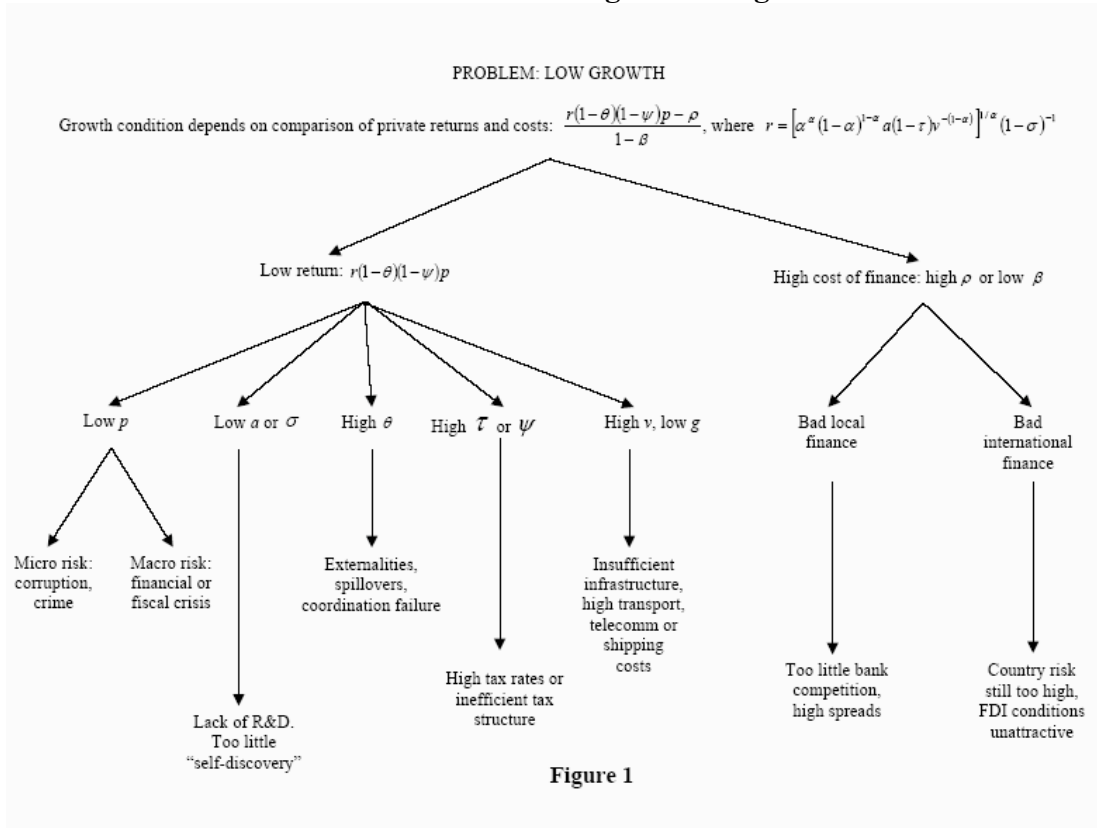 PROBLEM: LOW GROWTH
Growth condition depends on comparison of private returns and costs: r(1−θ)(1−ψ)p − ρ / 1−β, where r = [α^α (1−α)^{1−α} a(1−τ)v^{−(1−α)}]^{1/α} (1−σ)^{−1}
Low return: r(1−θ)(1−ψ)p
High cost of finance: high ρ or low β
Low p
Low a or σ
High θ
High τ or ψ
High v, low g
Bad local
finance
Bad
international
finance
Micro risk:
corruption,
crime
Macro risk:
financial or
fiscal crisis
Externalities,
spillovers,
coordination failure
Insufficient
infrastructure,
high transport,
telecomm or
shipping
costs
High tax rates or
inefficient tax
structure
Too little bank
competition,
high spreads
Country risk
still too high,
FDI conditions
unattractive
Lack of R&D.
Too little
“self-discovery”
Figure 1